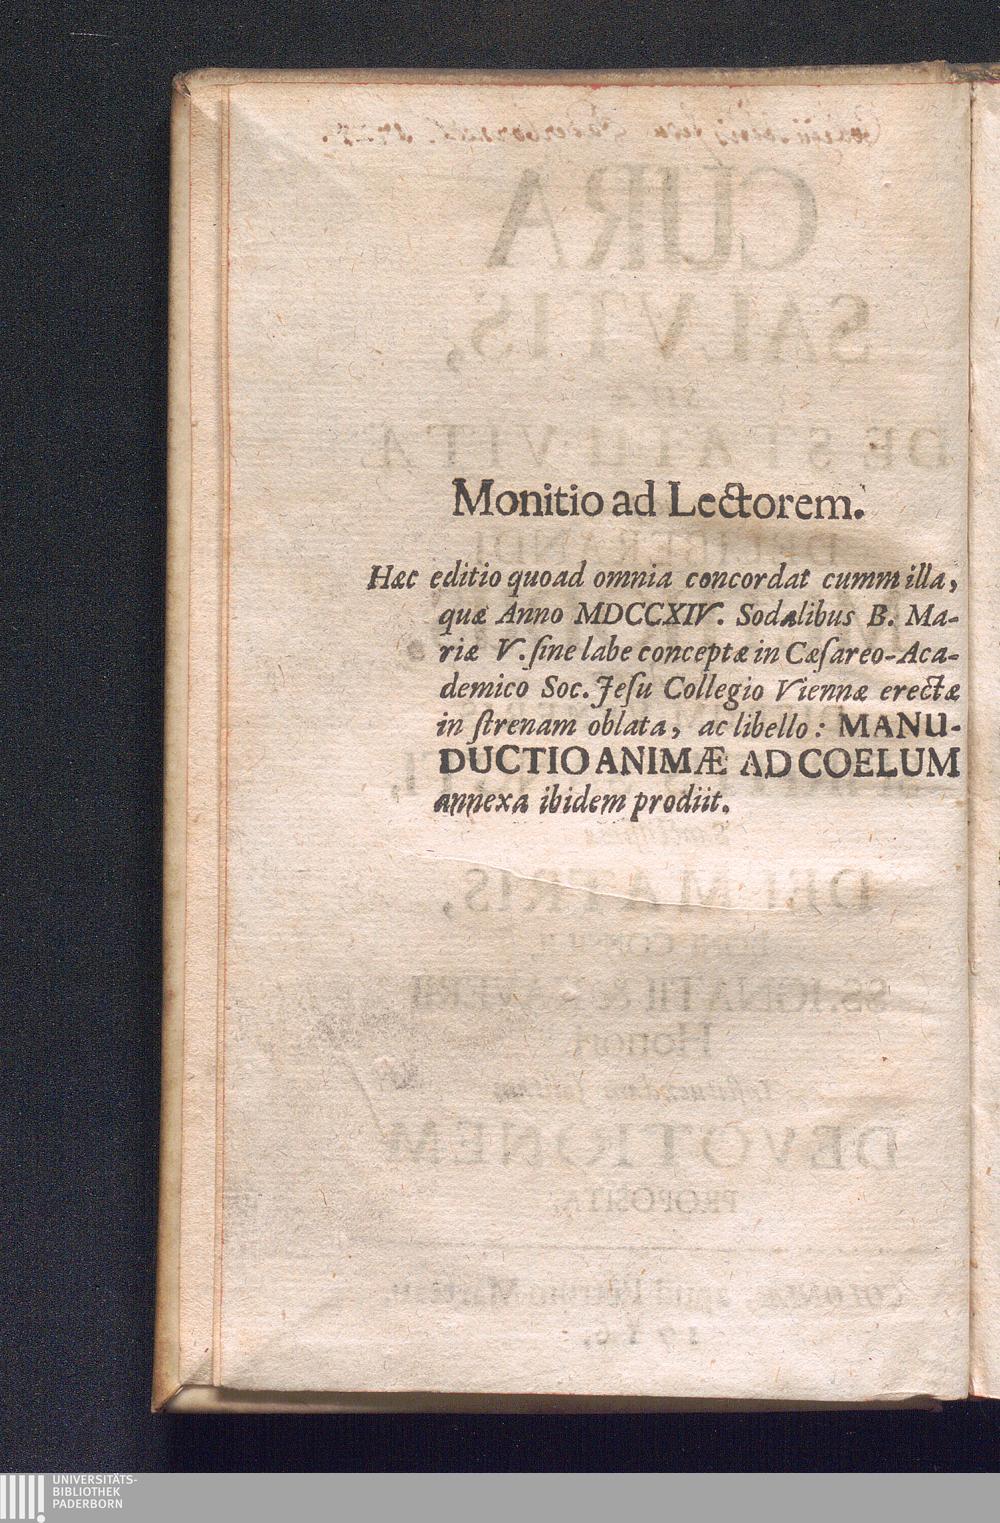 Monitio ad Lectorem.
Hæc editio quoad omnia concordat cumm illa,
quæ Anno MDCCXIV. Sodalibus B. Ma-
riæ V. ſine labe conceptæ in Cæſareo-Aca-
demico Soc. Jeſu Collegio Viennæ erectæ
in ſtrenam oblata, ac libello: MANU-
DUCTIO ANIMÆ AD COELUM
annexa ibidem prodiit.
UNIVERSITÄTS-
BIBLIOTHEK
PADERBORN